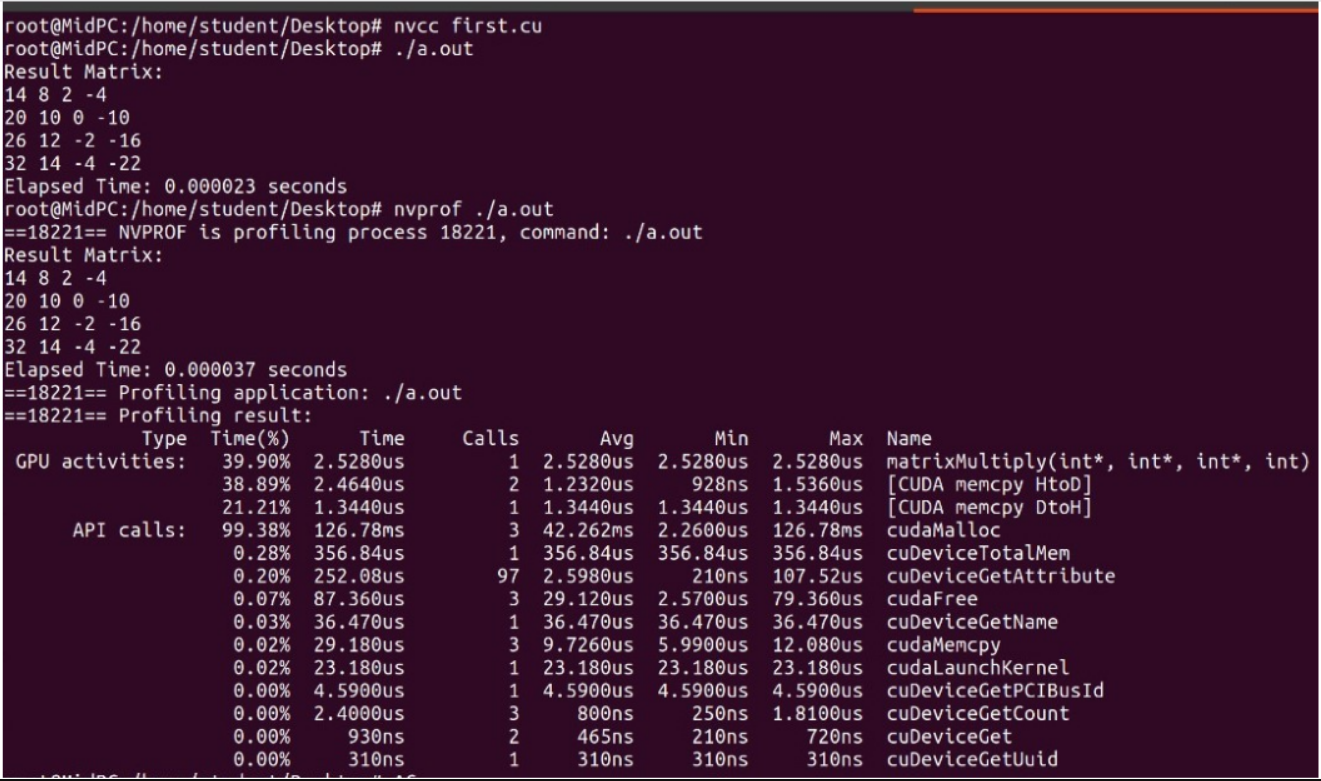 root@MidPC:/home/student/Desktop# nvcc first.cu
root@MidPC:/home/student/Desktop# ./a.out
Result Matrix:
14 8 2 -4
20 10 0 -10
26 12 -2 -16
32 14 -4 -22
Elapsed Time: 0.000023 seconds
root@MidPC:/home/student/Desktop# nvprof ./a.out
==18221== NVPROF is profiling process 18221, command: ./a.out
Result Matrix:
14 8 2 -4
20 10 0 -10
26 12 -2 -16
32 14 -4 -22
Elapsed Time: 0.000037 seconds
==18221== Profiling application: ./a.out
==18221== Profiling result:
Type Time(%) Time Calls Avg Min Max Name
GPU activities: 39.90% 2.5280us 1 2.5280us 2.5280us 2.5280us matrixMultiply(int*, int*, int*, int)
38.89% 2.4640us 2 1.2320us 928ns 1.5360us [CUDA memcpy HtoD]
21.21% 1.3440us 1 1.3440us 1.3440us 1.3440us [CUDA memcpy DtoH]
API calls: 99.38% 126.78ms 3 42.262ms 2.2600us 126.78ms cudaMalloc
0.28% 356.84us 1 356.84us 356.84us 356.84us cuDeviceTotalMem
0.20% 252.08us 97 2.5980us 210ns 107.52us cuDeviceGetAttribute
0.07% 87.360us 3 29.120us 2.5700us 79.360us cudaFree
0.03% 36.470us 1 36.470us 36.470us 36.470us cuDeviceGetName
0.02% 29.180us 3 9.7260us 5.9900us 12.080us cudaMemcpy
0.02% 23.180us 1 23.180us 23.180us 23.180us cudaLaunchKernel
0.00% 4.5900us 1 4.5900us 4.5900us 4.5900us cuDeviceGetPCIBusId
0.00% 2.4000us 3 800ns 250ns 1.8100us cuDeviceGetCount
0.00% 930ns 2 465ns 210ns 720ns cuDeviceGet
0.00% 310ns 1 310ns 310ns 310ns cuDeviceGetUuid